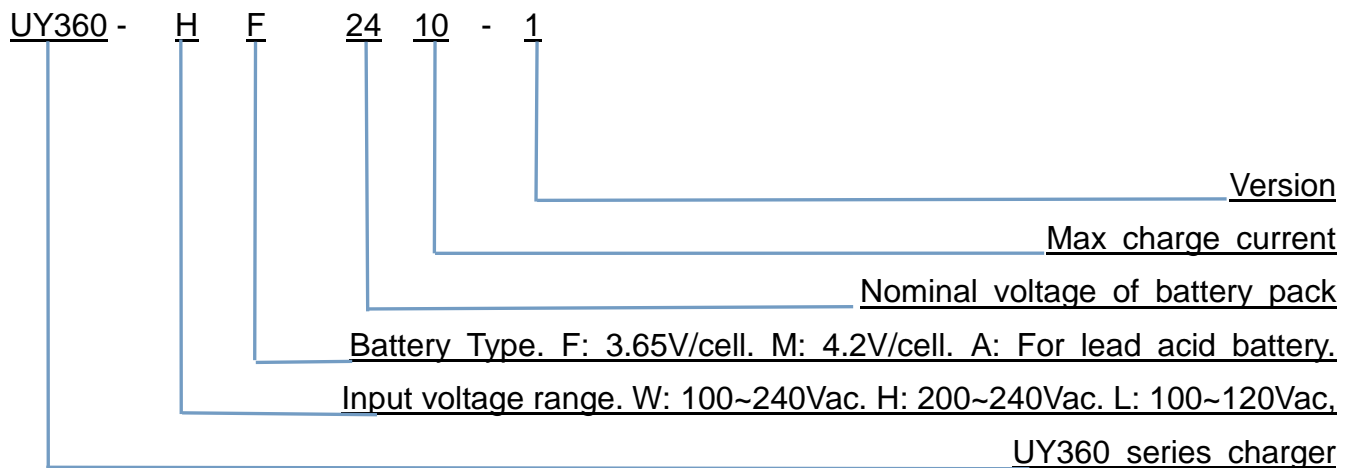 UY360 - H F 24 10 - 1
Version
Max charge current
Nominal voltage of battery pack
Battery Type. F: 3.65V/cell. M: 4.2V/cell. A: For lead acid battery.
Input voltage range. W: 100~240Vac. H: 200~240Vac. L: 100~120Vac,
UY360 series charger